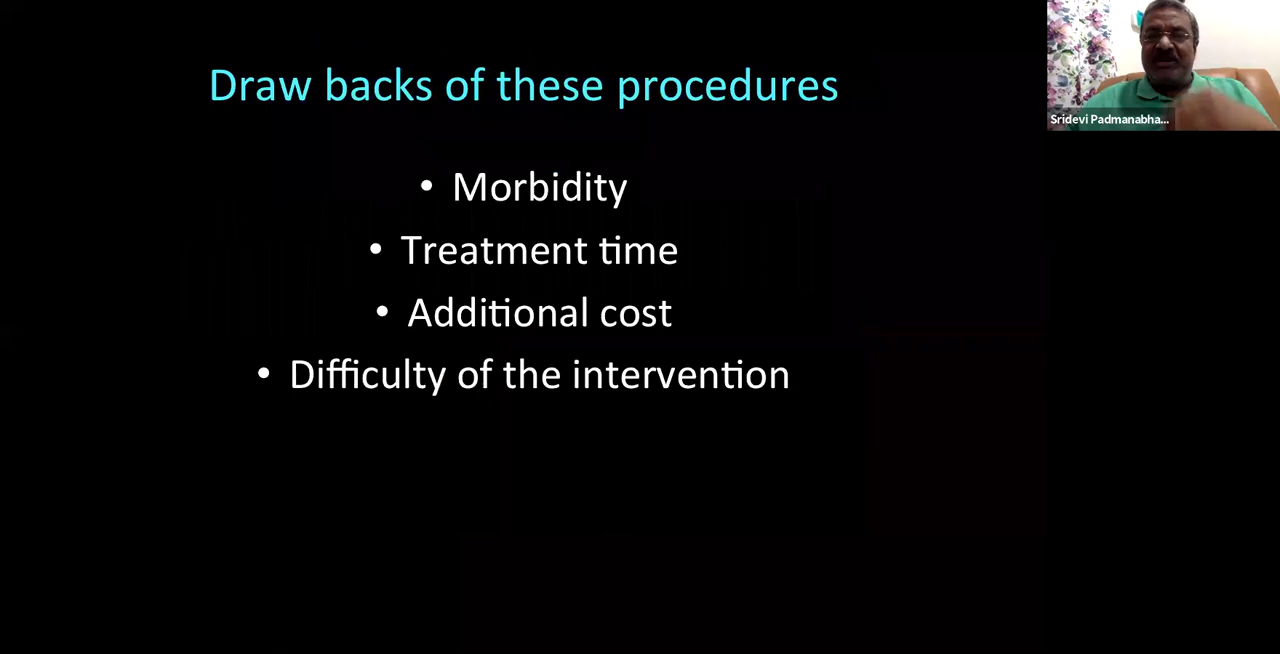 Draw backs of these procedures
• Morbidity
• Treatment time
• Additional cost
• Difficulty of the intervention
Sridevi Padmanabha...